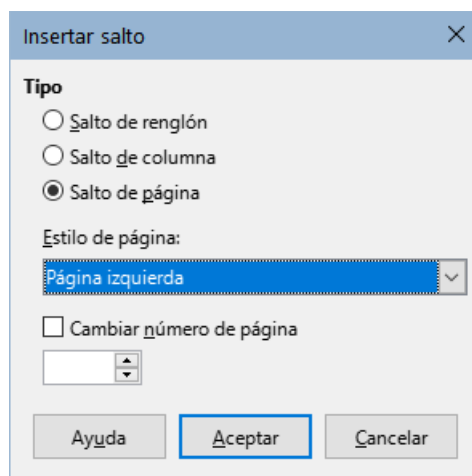 Insertar salto
Tipo
Salto de renglón
Salto de columna
Salto de página
Estilo de página:
Página izquierda
Cambiar número de página
Ayuda
Aceptar
Cancelar